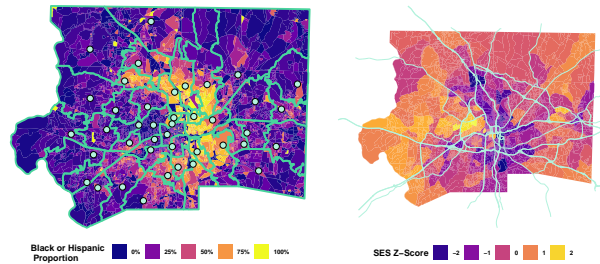 Black or Hispanic
Proportion
0% 25% 50% 75% 100%
SES Z−Score −2 −1 0 1 2